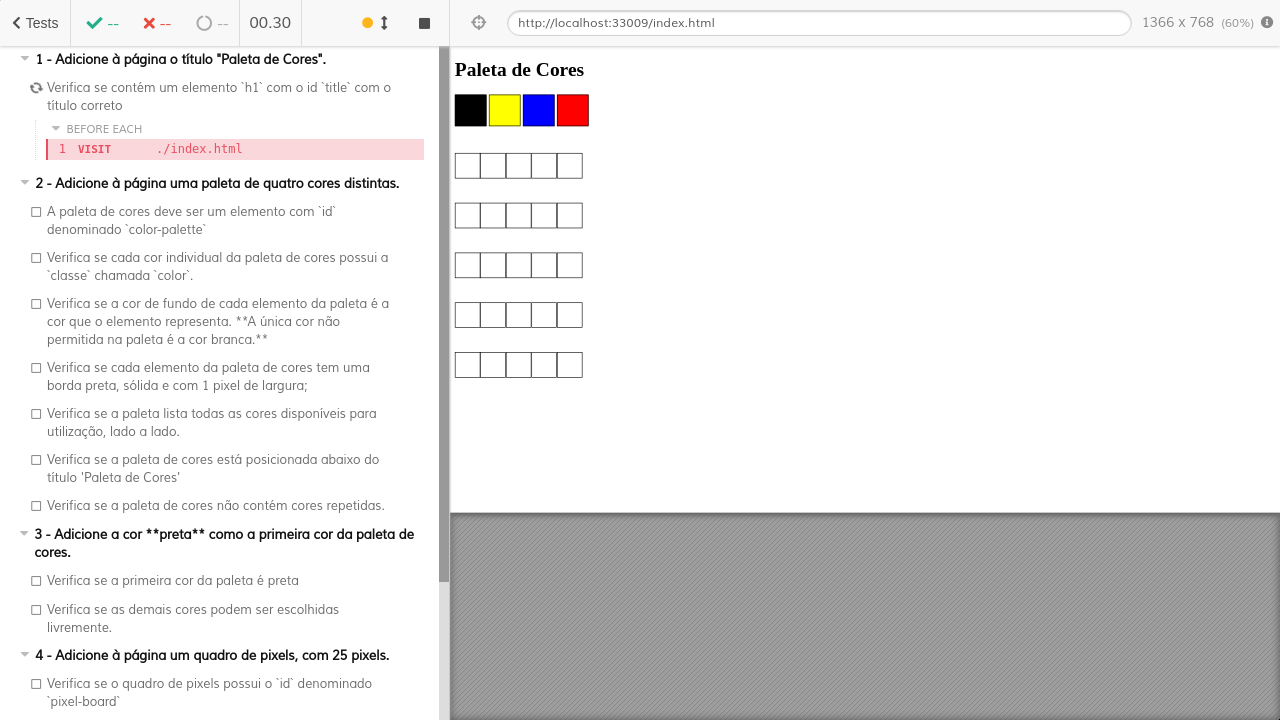 Tests
--
--
--
00.30
http://localhost:33009/index.html
1366 x 768 (60%)
1 - Adicione à página o título "Paleta de Cores".
Verifica se contém um elemento `h1` com o id `title` com o
título correto
BEFORE EACH
1 VISIT ./index.html
2 - Adicione à página uma paleta de quatro cores distintas.
A paleta de cores deve ser um elemento com `id`
denominado `color-palette`
Verifica se cada cor individual da paleta de cores possui a
`classe` chamada `color`.
Verifica se a cor de fundo de cada elemento da paleta é a
cor que o elemento representa. **A única cor não
permitida na paleta é a cor branca.**
Verifica se cada elemento da paleta de cores tem uma
borda preta, sólida e com 1 pixel de largura;
Verifica se a paleta lista todas as cores disponíveis para
utilização, lado a lado.
Verifica se a paleta de cores está posicionada abaixo do
título 'Paleta de Cores'
Verifica se a paleta de cores não contém cores repetidas.
3 - Adicione a cor **preta** como a primeira cor da paleta de
cores.
Verifica se a primeira cor da paleta é preta
Verifica se as demais cores podem ser escolhidas
livremente.
4 - Adicione à página um quadro de pixels, com 25 pixels.
Verifica se o quadro de pixels possui o `id` denominado
`pixel-board`
Paleta de Cores